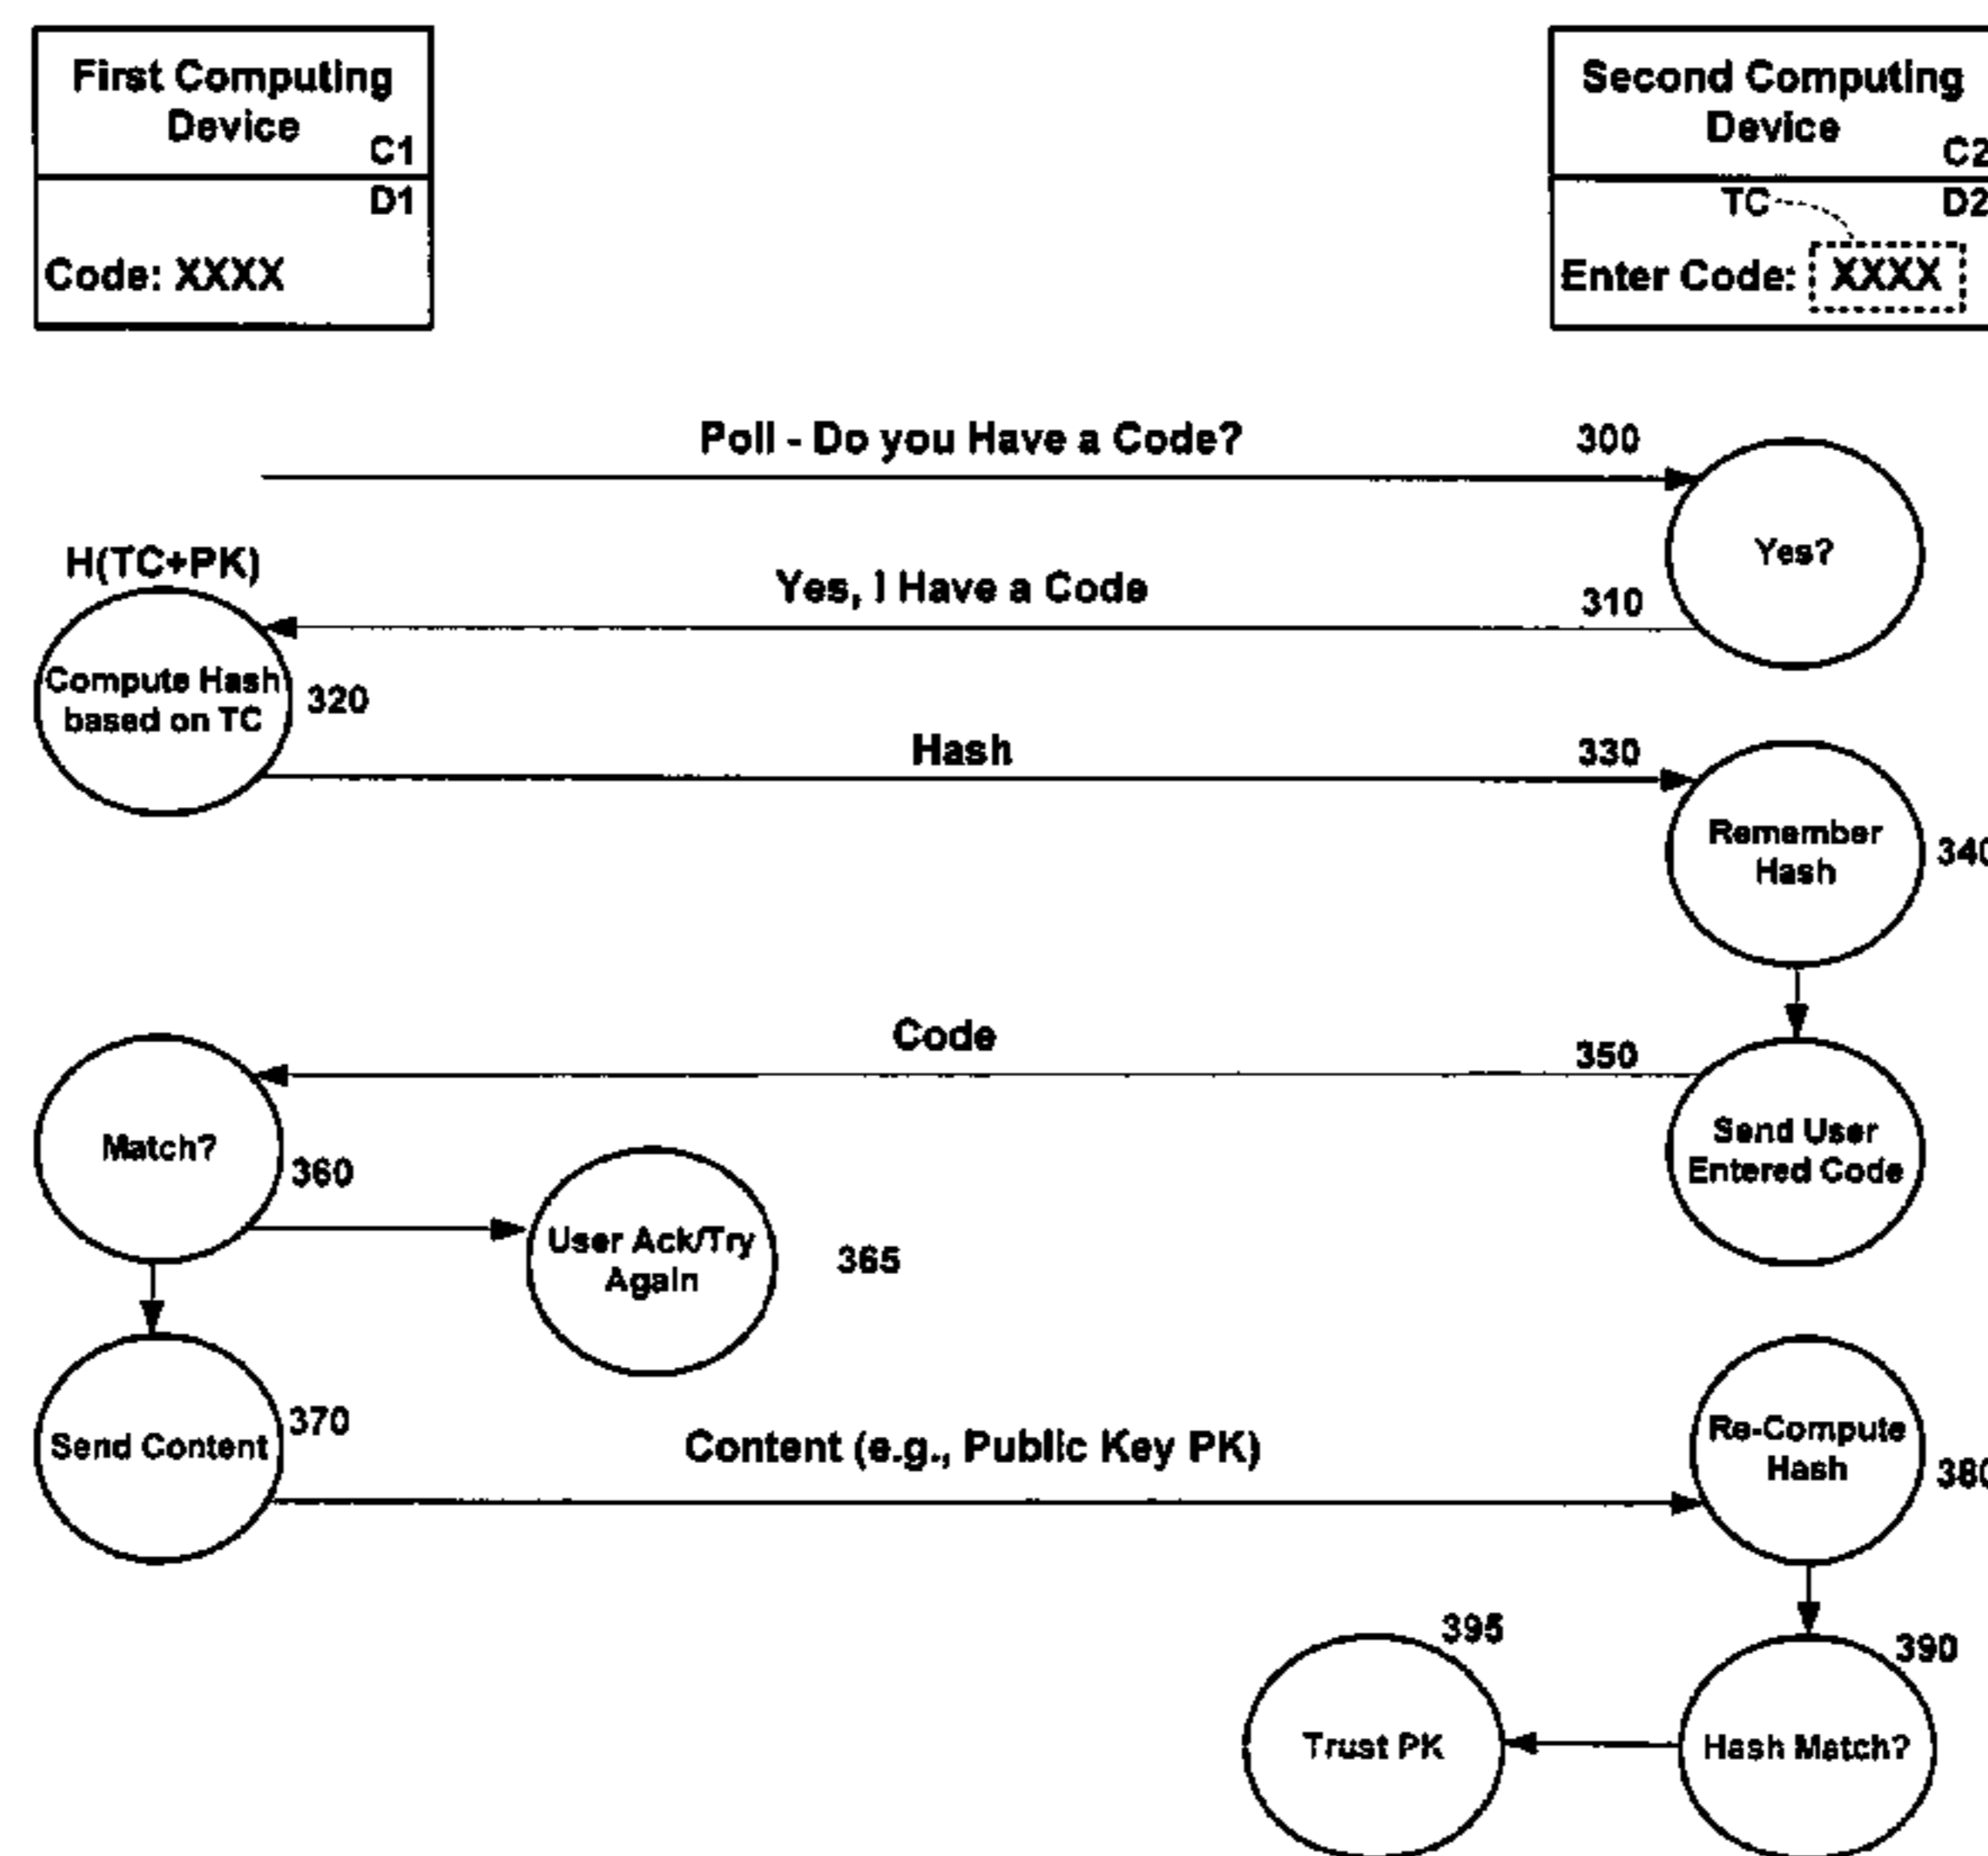 First Computing
Device
C1
D1
Code: XXXX
Second Computing
Device
C2
TC
D2
Enter Code: XXXX
Poll - Do you Have a Code?
300
Yes?
H(TC+PK)
Yes, I Have a Code
310
Compute Hash
based on TC
320
Hash
330
Remember
Hash
340
Code
350
Send User
Entered Code
Match?
360
User Ack/Try
Again
365
Send Content
370
Content (e.g., Public Key PK)
Re-Compute
Hash
380
395
390
Trust PK
Hash Match?